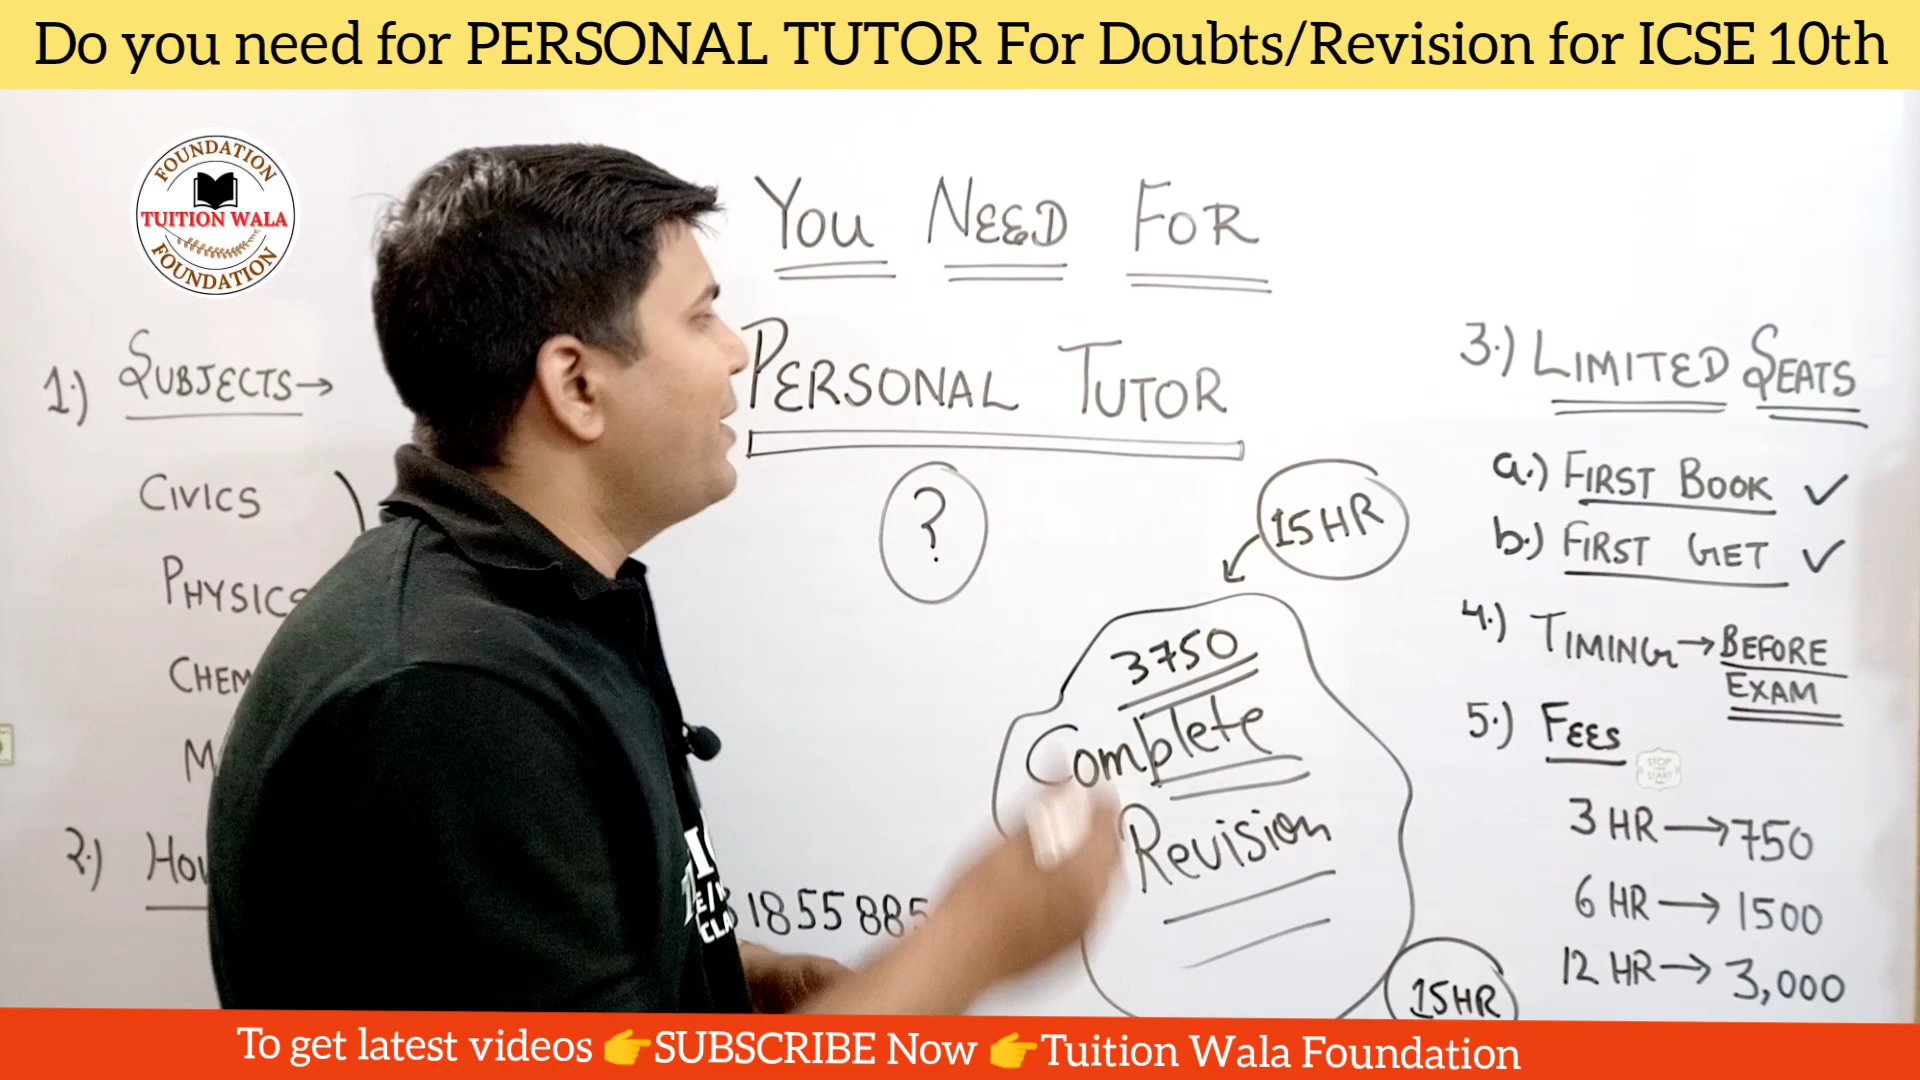 Do you need for PERSONAL TUTOR For Doubts/Revision for ICSE 10th
FOUNDATION
TUITION WALA
FOUNDATION
YOU NEED FOR
PERSONAL TUTOR
?
1.) SUBJECTS→
CIVICS
PHYSICS
2.)
1855885
15HR
3750
Complete
Revision
15HR
3.) LIMITED SEATS
a.) FIRST BOOK ✓
b.) FIRST GET ✓
4.) TIMING → BEFORE
EXAM
5.) FEES
STOP
START
3 HR → 750
6 HR → 1500
12 HR → 3,000
To get latest videos 👉SUBSCRIBE Now 👉Tuition Wala Foundation